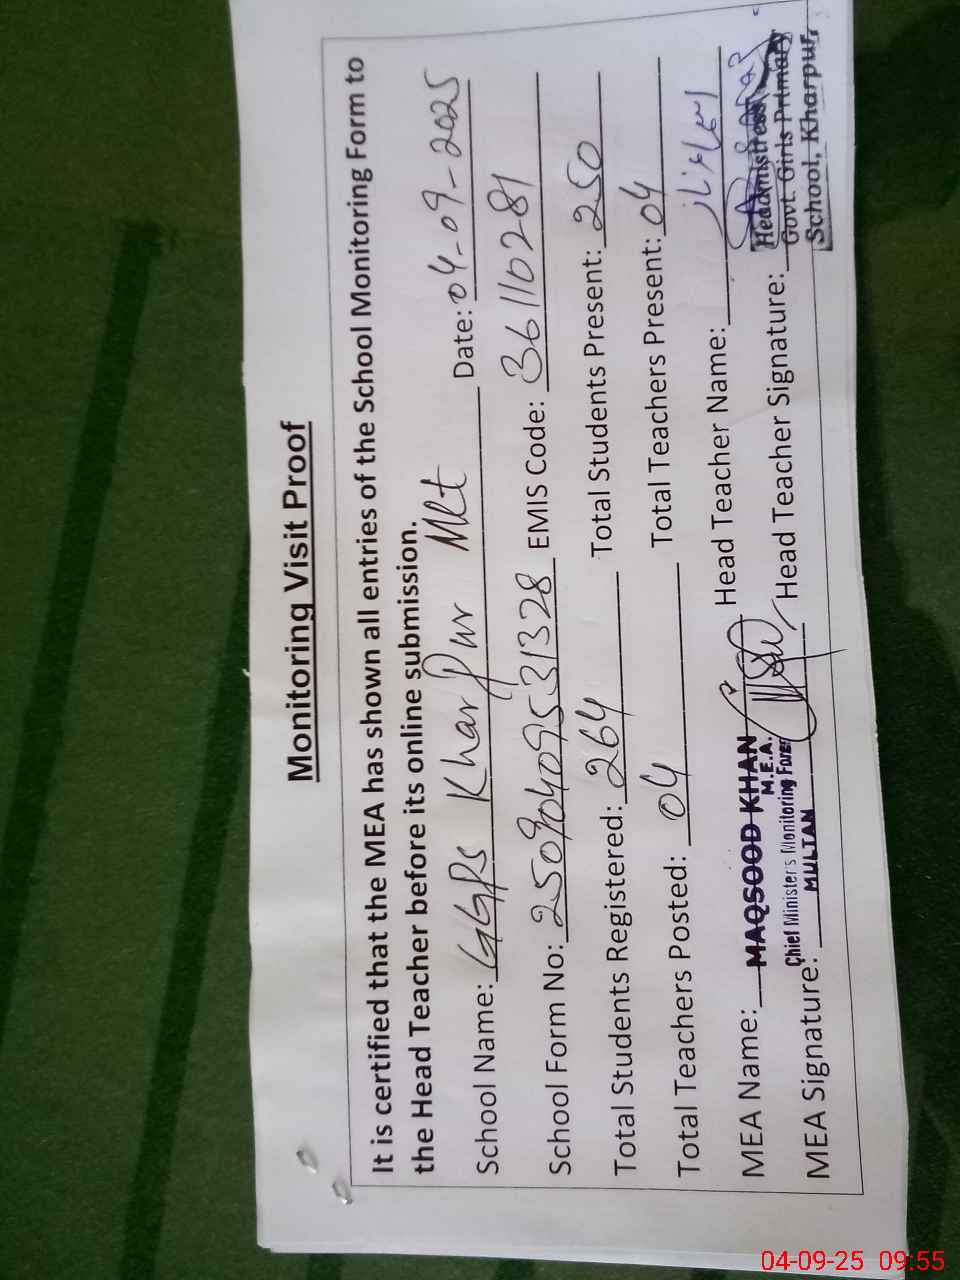 Monitoring Visit Proof
It is certified that the MEA has shown all entries of the School Monitoring Form to
the Head Teacher before its online submission.
School Name: GGPS Kharpur Mlt Date: 04-09-2025
School Form No: 25090409531328 EMIS Code: 36110281
Total Students Registered: 264 Total Students Present: 250
Total Teachers Posted: 04 Total Teachers Present: 04
MEA Name: MAQSOOD KHAN Head Teacher Name:
M.E.A.
Chief Minister's Monitoring Force
MULTAN
MEA Signature: Head Teacher Signature:
Headmistress
Govt. Girls Primary
School, Kharpur,
04-09-25 09:55